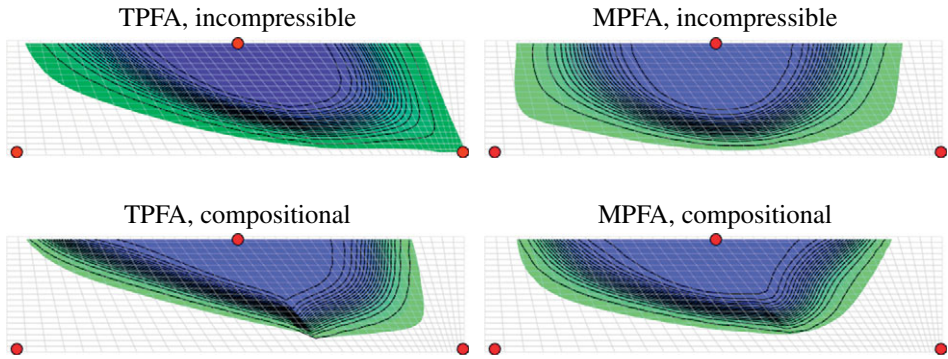 TPFA, incompressible
MPFA, incompressible
TPFA, compositional
MPFA, compositional